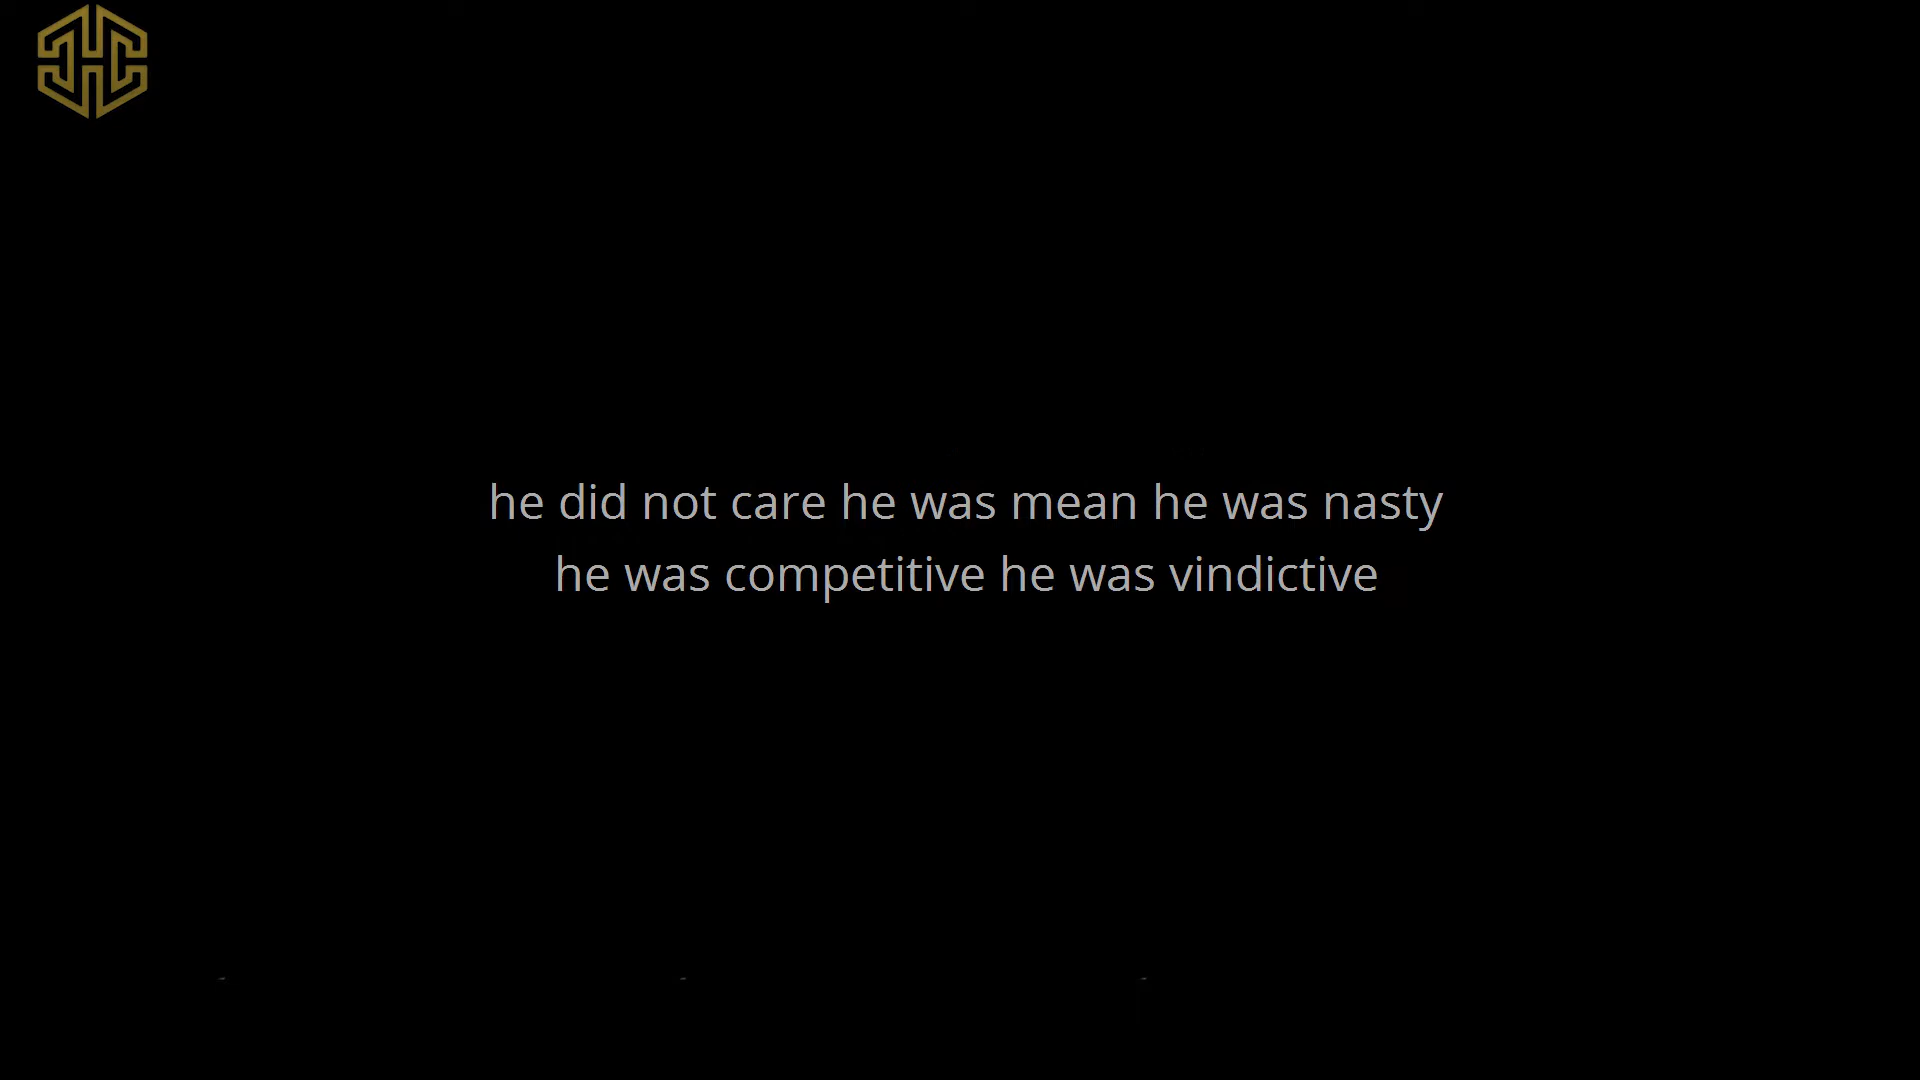 he did not care he was mean he was nasty
he was competitive he was vindictive